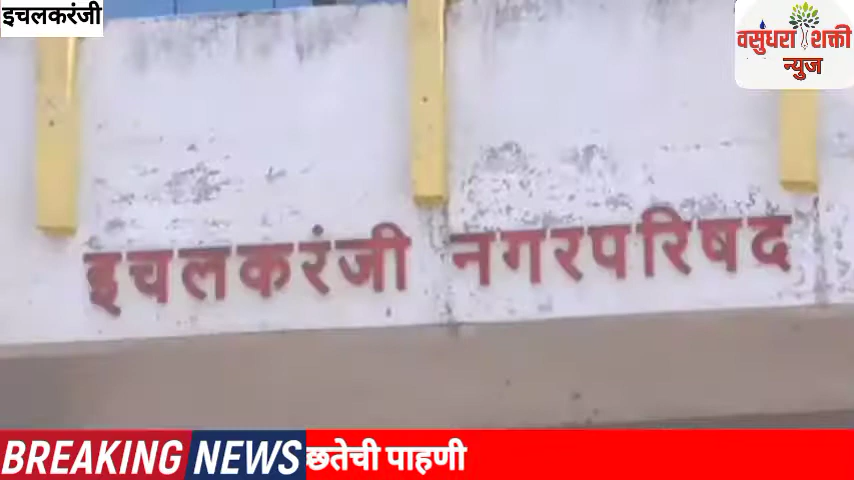 इचलकरंजी
वसुंधरा शक्ती
न्युज
इचलकरंजी नगरपरिषद
BREAKING NEWS छतेची पाहणी